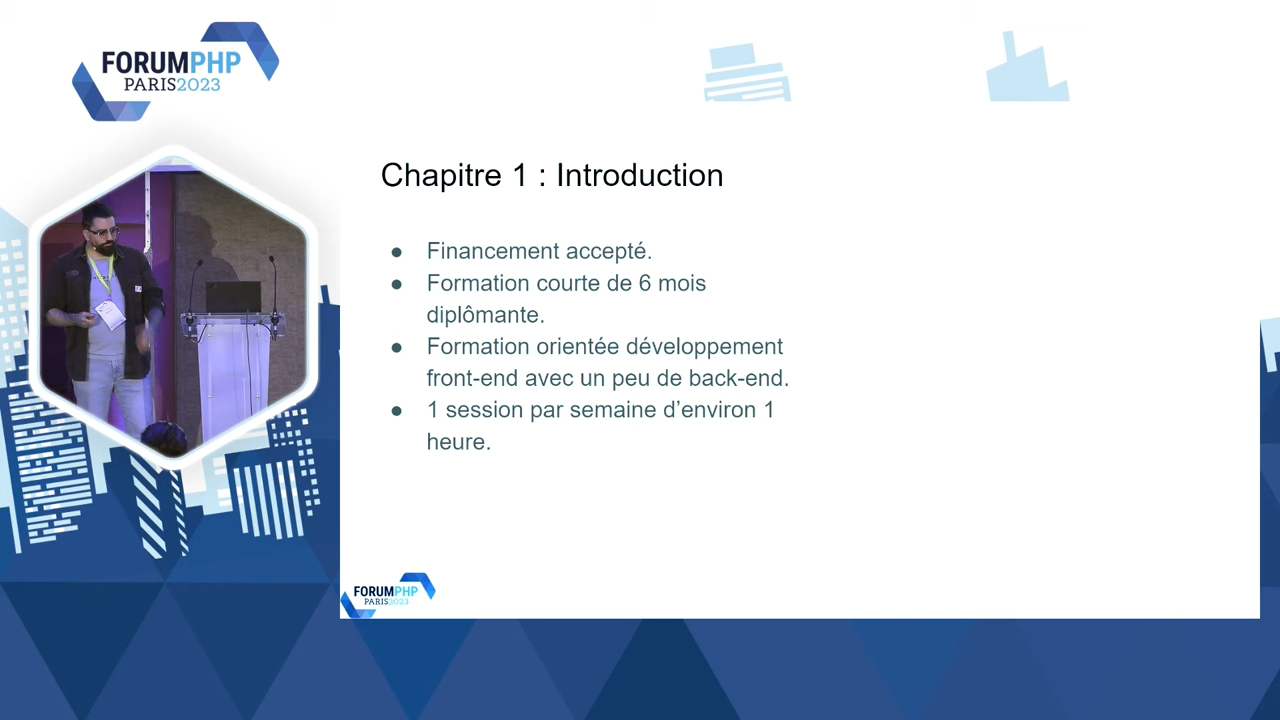 FORUMPHP
PARIS2023
Chapitre 1 : Introduction
● Financement accepté.
● Formation courte de 6 mois
diplômante.
● Formation orientée développement
front-end avec un peu de back-end.
● 1 session par semaine d’environ 1
heure.
FORUMPHP
PARIS2023